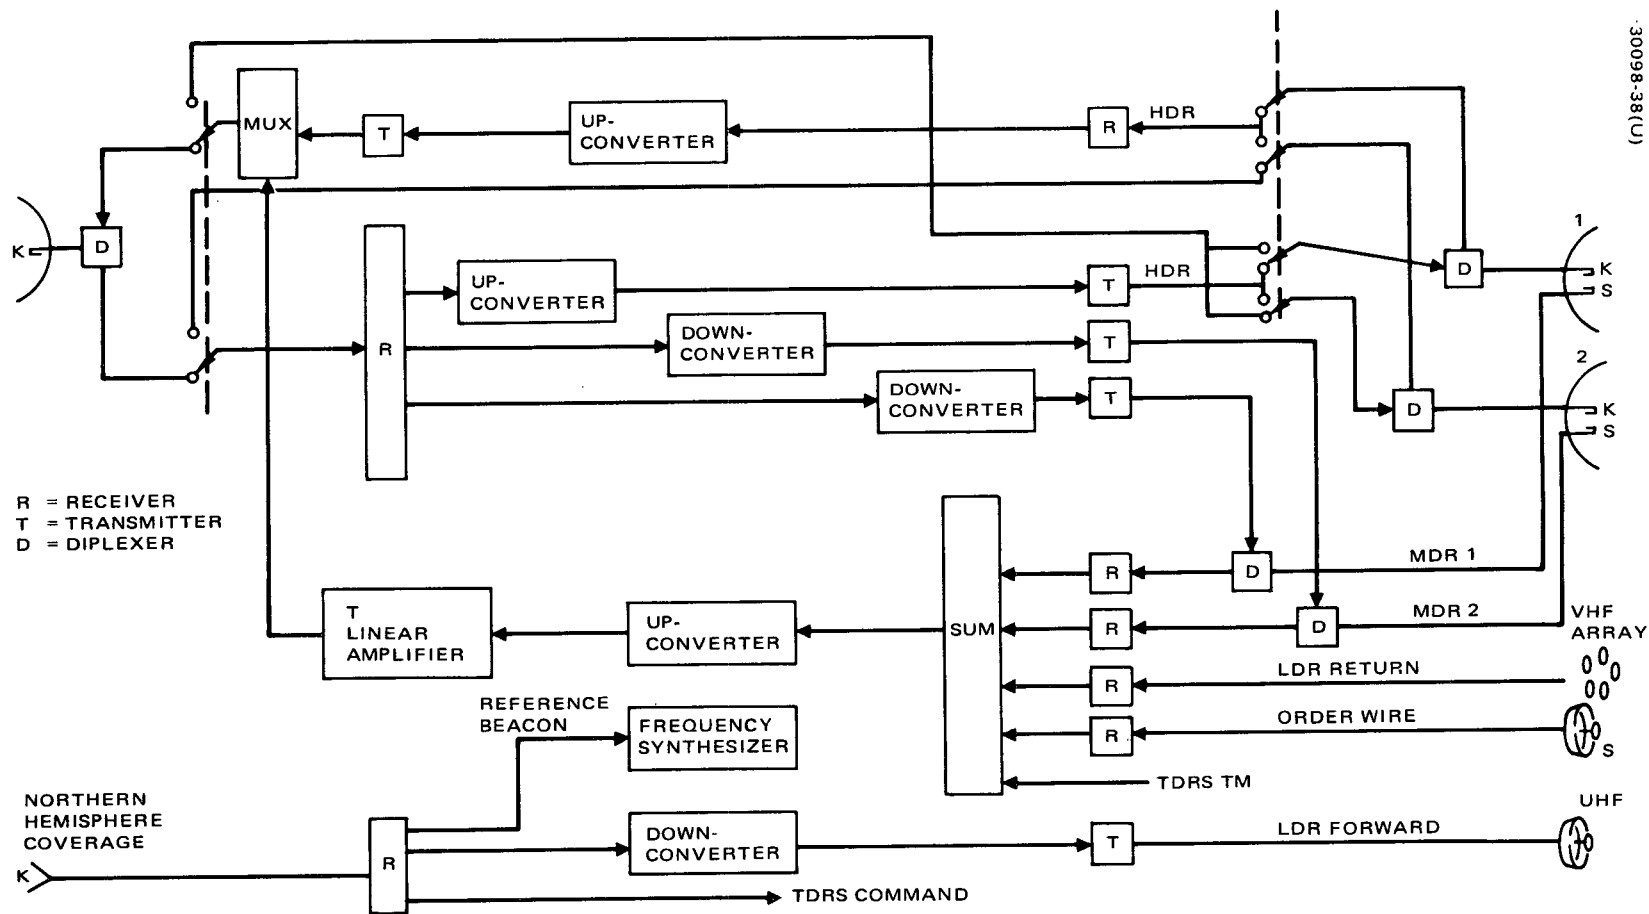 30098-38(U)
MUX
T
UP-
CONVERTER
R
HDR
K
D
1
K
S
D
R
UP-
CONVERTER
T
HDR
DOWN-
CONVERTER
T
DOWN-
CONVERTER
T
2
K
S
D
R = RECEIVER
T = TRANSMITTER
D = DIPLEXER
T
LINEAR
AMPLIFIER
UP-
CONVERTER
SUM
R
D
MDR 1
R
D
MDR 2
VHF
ARRAY
R
LDR RETURN
R
ORDER WIRE
S
TDRS TM
REFERENCE
BEACON
FREQUENCY
SYNTHESIZER
NORTHERN
HEMISPHERE
COVERAGE
K
R
DOWN-
CONVERTER
T
LDR FORWARD
UHF
TDRS COMMAND